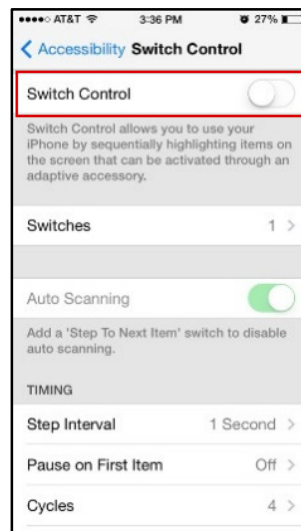 AT&T 3:36 PM 27%
Accessibility Switch Control
Switch Control
Switch Control allows you to use your
iPhone by sequentially highlighting items on
the screen that can be activated through an
adaptive accessory.
Switches 1
Auto Scanning
Add a 'Step To Next Item' switch to disable
auto scanning.
TIMING
Step Interval 1 Second
Pause on First Item Off
Cycles 4